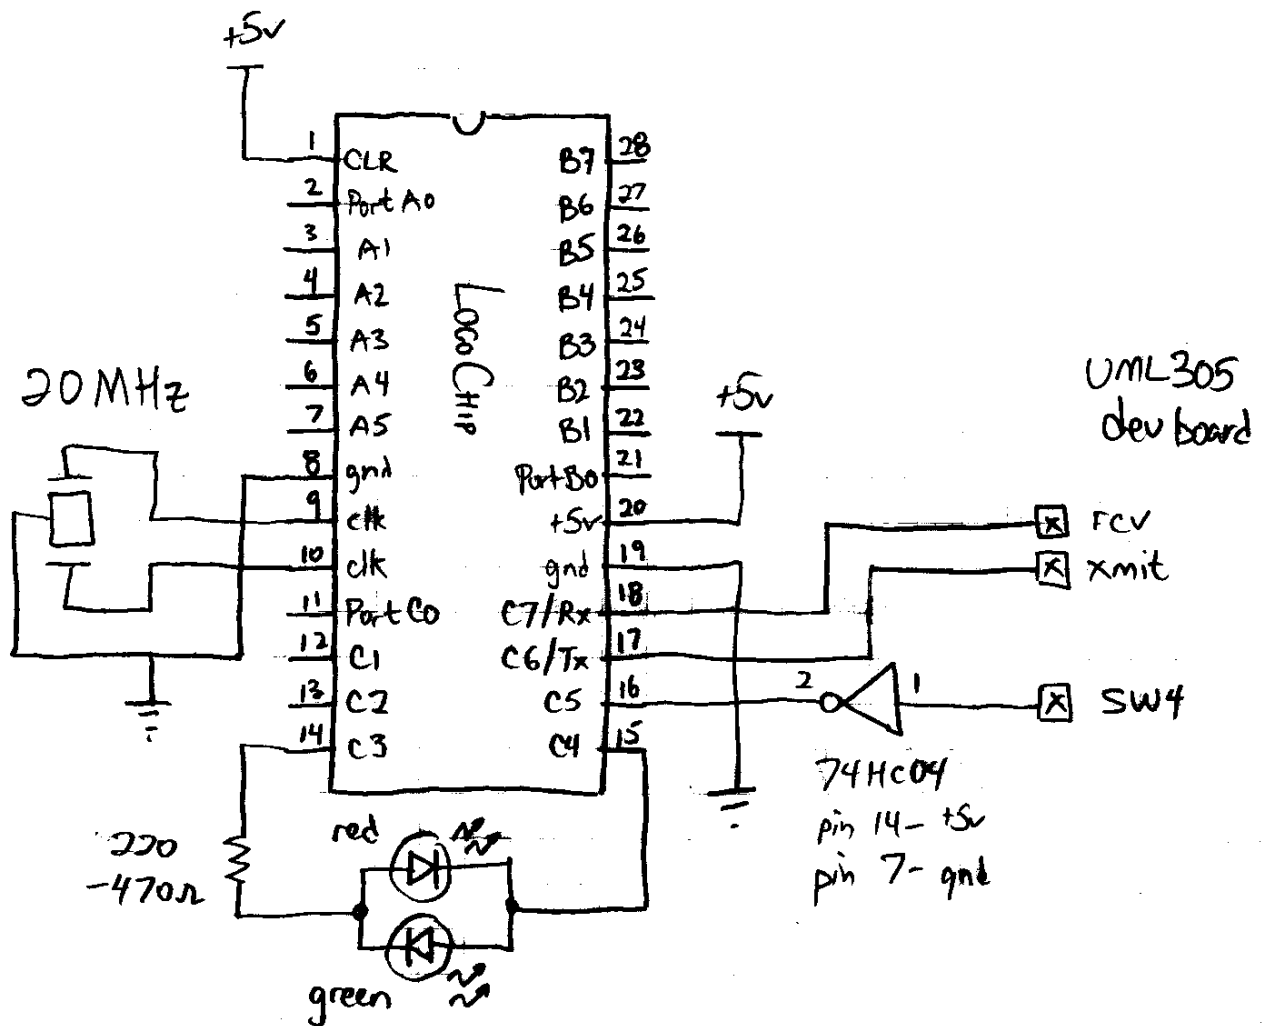 +5v
1 CLR B7 28
2 Port A0 B6 27
3 A1 B5 26
4 A2 B4 25
5 A3 B3 24
6 A4 B2 23
7 A5 B1 22
8 gnd Port B0 21
9 clk +5v 20
10 clk gnd 19
11 Port C0 C7/Rx 18
12 C1 C6/Tx 17
13 C2 C5 16
14 C3 C4 15
LocoChip
20MHz
+5v
UML305
dev board
rcv
xmit
2 1 SW4
74HC04
pin 14- +5v
pin 7- gnd
220
-470Ω
red
green